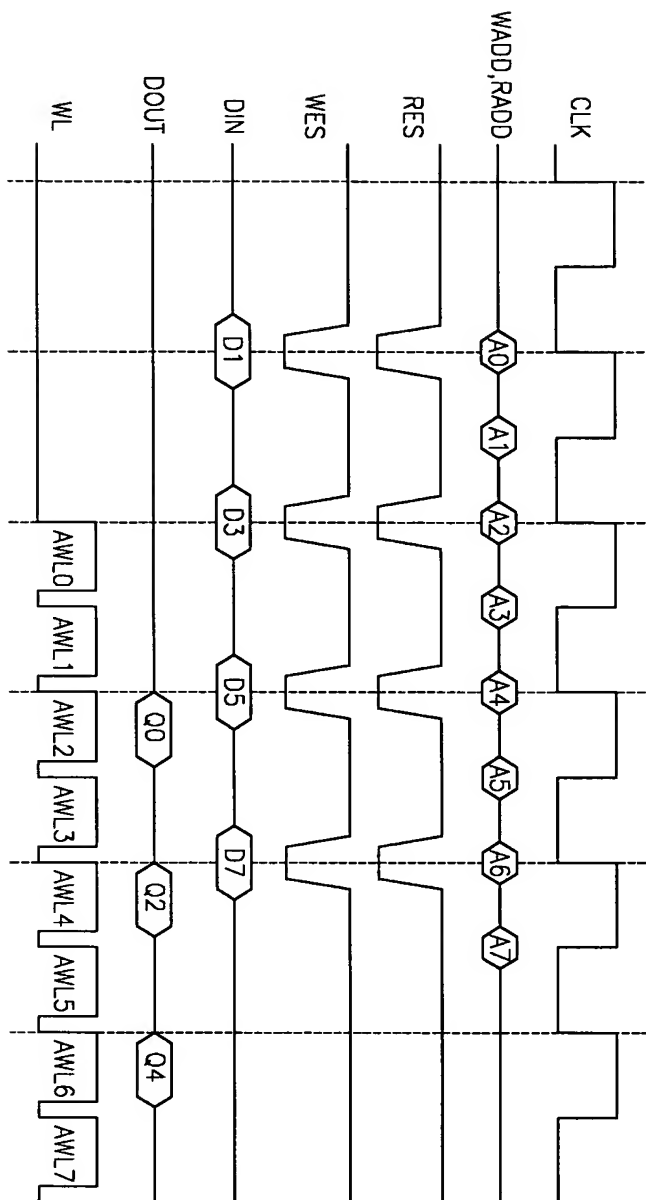 CLK
WADD,RADD A0 A1 A2 A3 A4 A5 A6 A7
RES
WES
DIN D1 D3 D5 D7
DOUT Q0 Q2 Q4
WL AWL0 AWL1 AWL2 AWL3 AWL4 AWL5 AWL6 AWL7